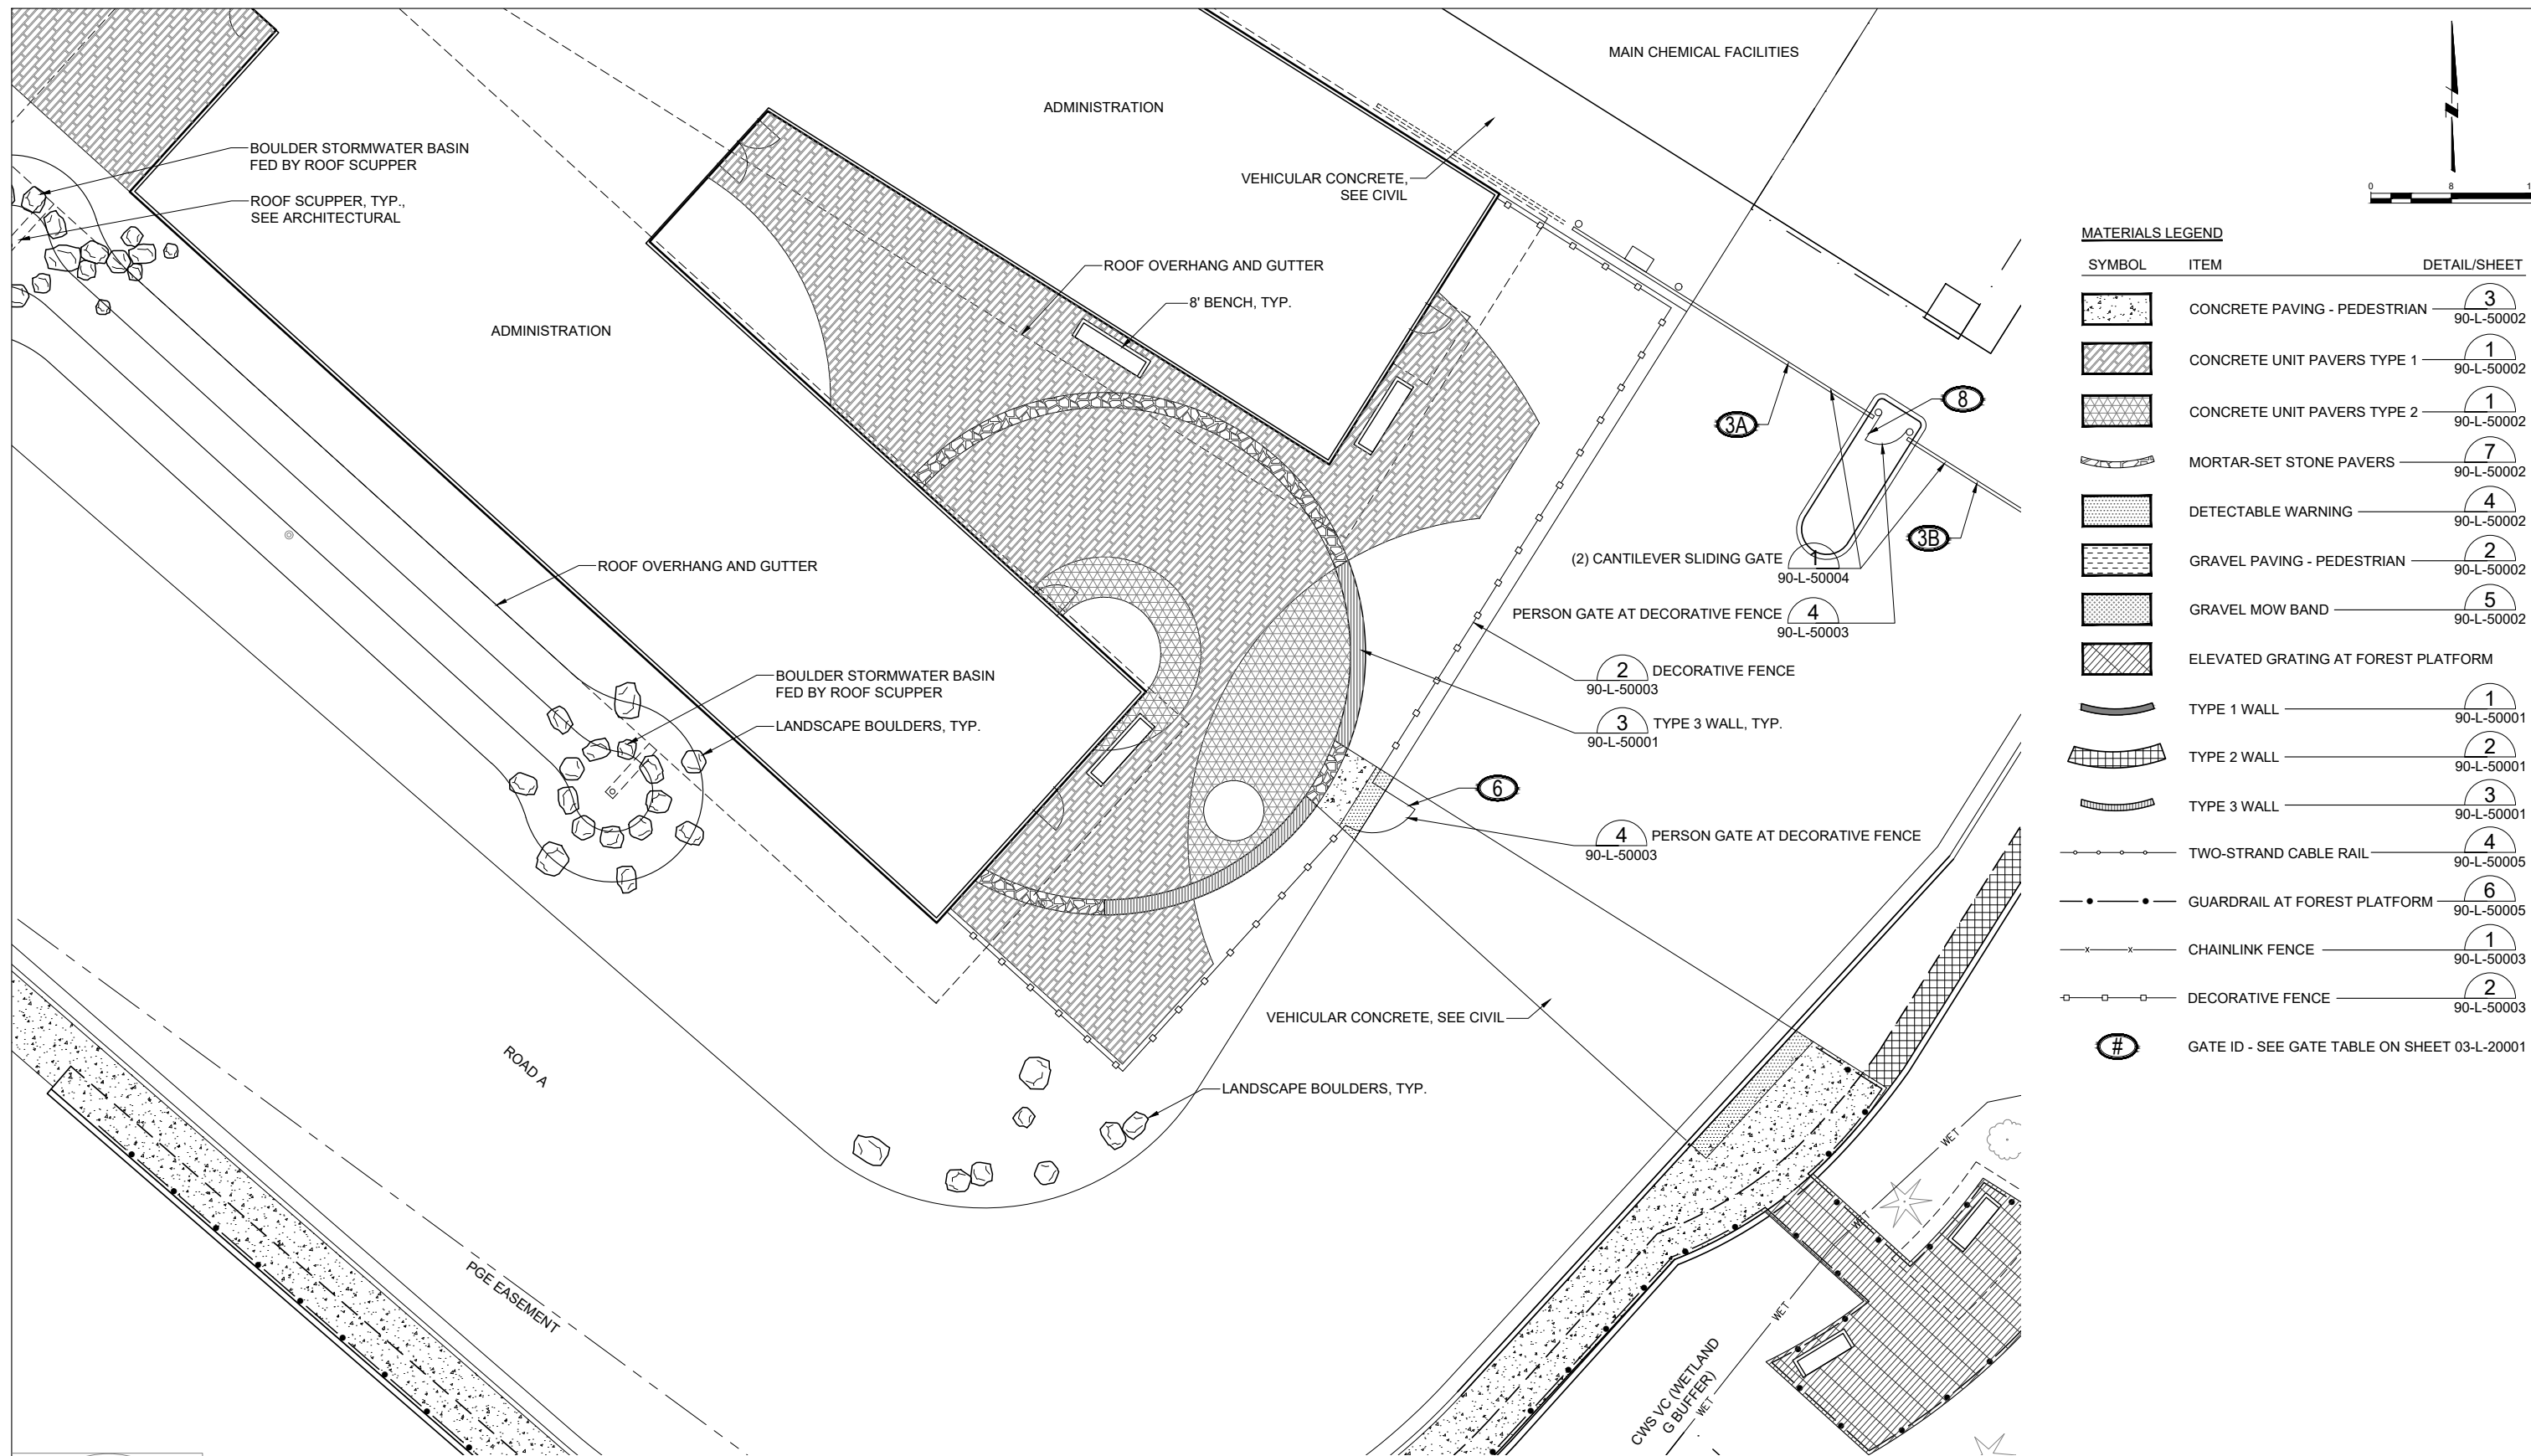 MAIN CHEMICAL FACILITIES
ADMINISTRATION
BOULDER STORMWATER BASIN
FED BY ROOF SCUPPER
ROOF SCUPPER, TYP.,
SEE ARCHITECTURAL
VEHICULAR CONCRETE,
SEE CIVIL
ROOF OVERHANG AND GUTTER
8' BENCH, TYP.
ADMINISTRATION
3A
8
3B
(2) CANTILEVER SLIDING GATE
1
90-L-50004
PERSON GATE AT DECORATIVE FENCE
4
90-L-50003
ROOF OVERHANG AND GUTTER
2
90-L-50003
DECORATIVE FENCE
3
90-L-50001
TYPE 3 WALL, TYP.
BOULDER STORMWATER BASIN
FED BY ROOF SCUPPER
LANDSCAPE BOULDERS, TYP.
6
4
90-L-50003
PERSON GATE AT DECORATIVE FENCE
VEHICULAR CONCRETE, SEE CIVIL
ROAD A
LANDSCAPE BOULDERS, TYP.
PGE EASEMENT
WET
WET
WET
WET
CWS VC (WETLAND
G BUFFER)
N
0 8
MATERIALS LEGEND
SYMBOL ITEM DETAIL/SHEET
CONCRETE PAVING - PEDESTRIAN 3
90-L-50002
CONCRETE UNIT PAVERS TYPE 1 1
90-L-50002
CONCRETE UNIT PAVERS TYPE 2 1
90-L-50002
MORTAR-SET STONE PAVERS 7
90-L-50002
DETECTABLE WARNING 4
90-L-50002
GRAVEL PAVING - PEDESTRIAN 2
90-L-50002
GRAVEL MOW BAND 5
90-L-50002
ELEVATED GRATING AT FOREST PLATFORM
TYPE 1 WALL 1
90-L-50001
TYPE 2 WALL 2
90-L-50001
TYPE 3 WALL 3
90-L-50001
TWO-STRAND CABLE RAIL 4
90-L-50005
GUARDRAIL AT FOREST PLATFORM 6
90-L-50005
CHAINLINK FENCE 1
90-L-50003
DECORATIVE FENCE 2
90-L-50003
# GATE ID - SEE GATE TABLE ON SHEET 03-L-20001